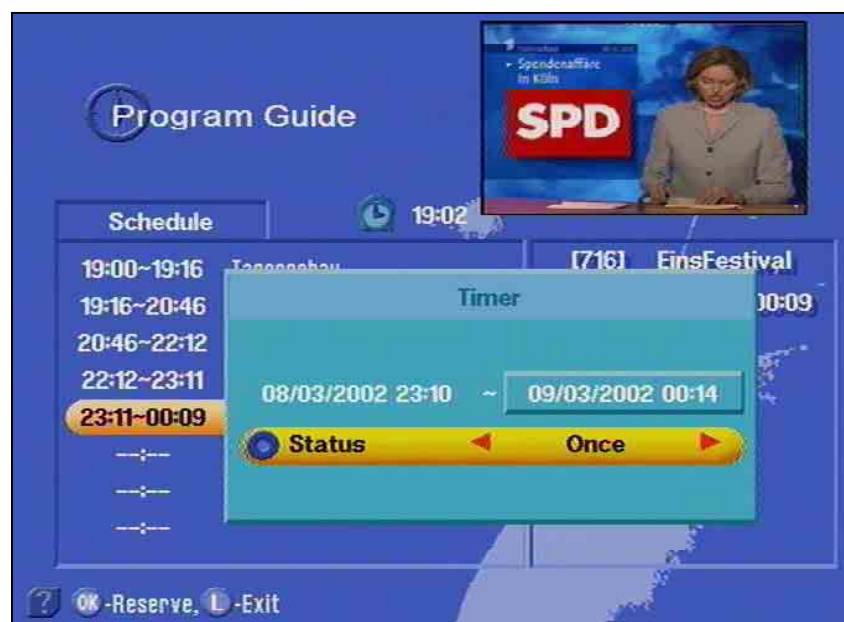 Spendenaffäre
in Köln
SPD
Program Guide
Schedule
19:02
19:00~19:16 Tagesschau
[716] EinsFestival
19:16~20:46
00:09
20:46~22:12
22:12~23:11
23:11~00:09
--:--
--:--
--:--
Timer
08/03/2002 23:10 ~ 09/03/2002 00:14
Status Once
? OK-Reserve, L-Exit